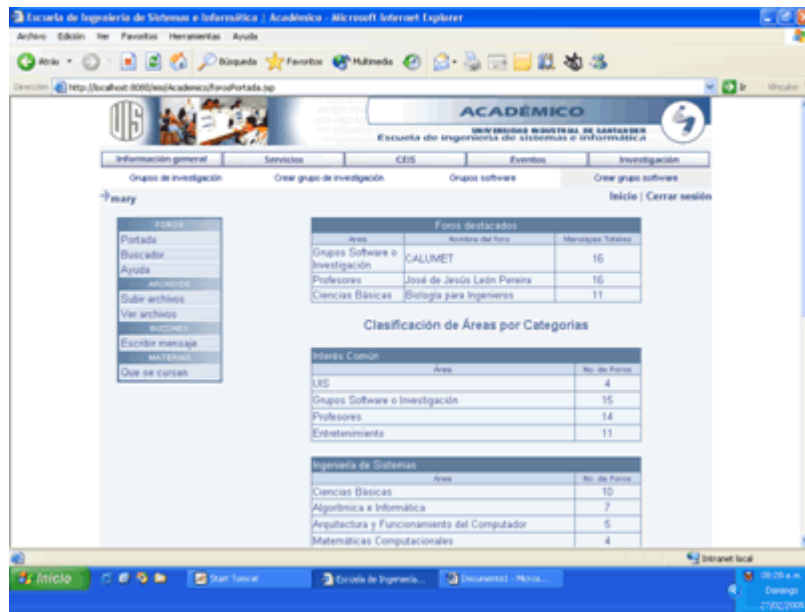 Escuela de Ingeniería de Sistemas e Informática | Académico - Microsoft Internet Explorer
Archivo Edición Ver Favoritos Herramientas Ayuda
Atrás Búsqueda Favoritos Multimedia
Dirección http://localhost:8080/eisi/Academico/foroPortada.jsp Ir Vínculos
UIS
ACADÉMICO
UNIVERSIDAD INDUSTRIAL DE SANTANDER
Escuela de ingeniería de sistemas e informática
Información general Servicios CEIS Eventos Investigación
Grupos de investigación Crear grupo de investigación Grupos software Crear grupo software
mary Inicio | Cerrar sesión
FOROS
Portada
Buscador
Ayuda
ARCHIVOS
Subir archivos
Ver archivos
BUZONES
Escribir mensaje
MATERIAS
Que se cursan
Foros destacados
Área Nombre del foro Mensajes Totales
Grupos Software o Investigación CALUMET 16
Profesores José de Jesús León Pereira 16
Ciencias Básicas Biología para Ingenieros 11
Clasificación de Áreas por Categorías
Interés Común
Área No. de Foros
UIS 4
Grupos Software o Investigación 15
Profesores 14
Entretenimiento 11
Ingeniería de Sistemas
Área No. de Foros
Ciencias Básicas 10
Algorítmica e Informática 7
Arquitectura y Funcionamiento del Computador 5
Matemáticas Computacionales 4
Intranet local
Inicio Start Tomcat Escuela de Ingeniería... Documento1 - Micros...
08:28 a.m.
Domingo